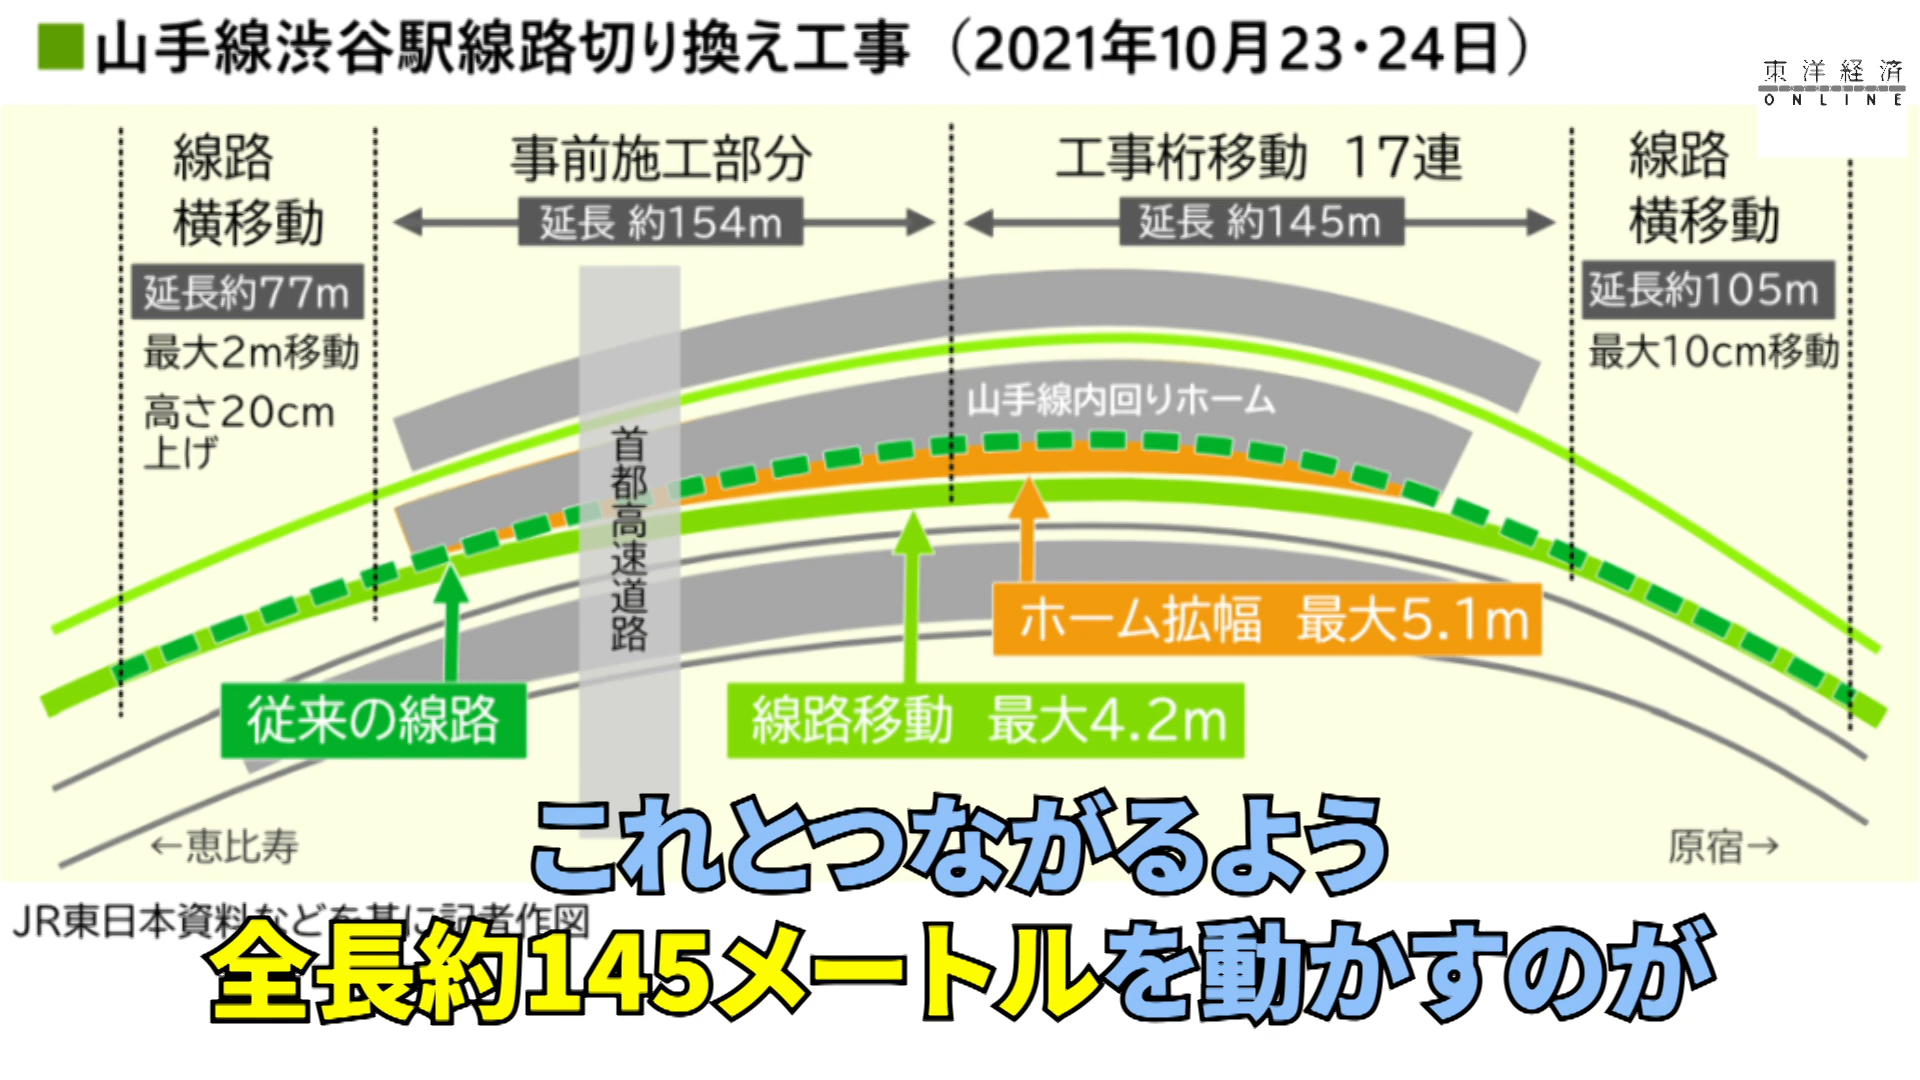 ■山手線渋谷駅線路切り換え工事（2021年10月23・24日）
東洋経済
ONLINE
線路
横移動
延長約77m
最大2m移動
高さ20cm
上げ
事前施工部分
延長 約154m
工事桁移動 17連
延長 約145m
線路
横移動
延長約105m
最大10cm移動
山手線内回りホーム
首都高速道路
ホーム拡幅 最大5.1m
従来の線路
線路移動 最大4.2m
←恵比寿
原宿→
これとつながるよう
JR東日本資料などを基に記者作図
全長約145メートルを動かすのが